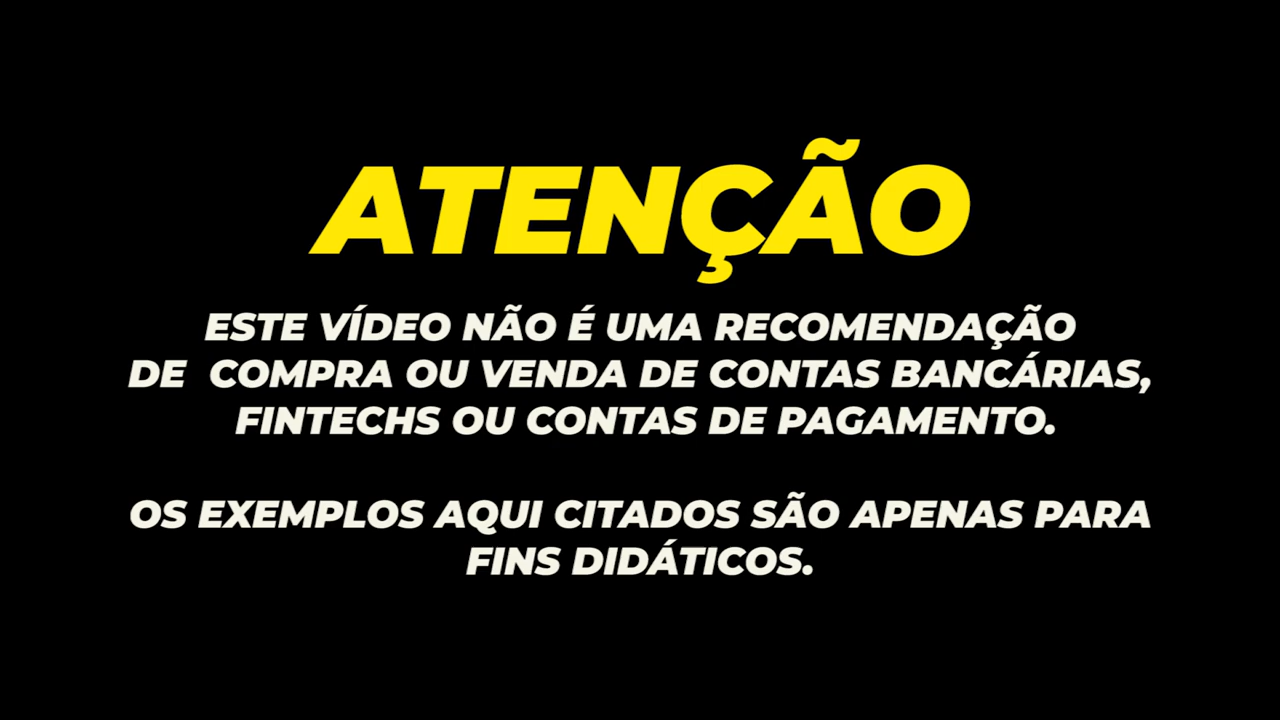 ATENÇÃO
ESTE VÍDEO NÃO É UMA RECOMENDAÇÃO
DE COMPRA OU VENDA DE CONTAS BANCÁRIAS,
FINTECHS OU CONTAS DE PAGAMENTO.
OS EXEMPLOS AQUI CITADOS SÃO APENAS PARA
FINS DIDÁTICOS.